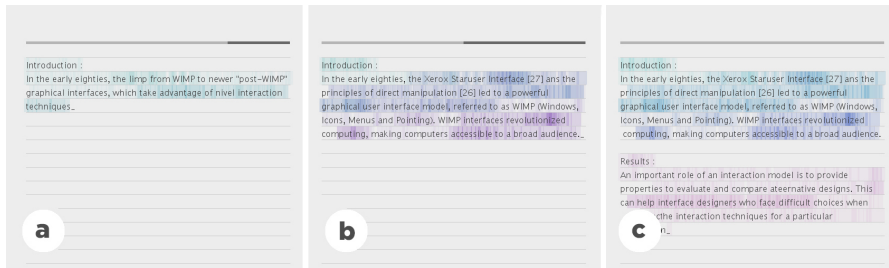 Introduction :
In the early eighties, the limp from WIMP to newer "post-WIMP"
graphical interfaces, which take advantage of nivel interaction
techniques_
a
Introduction :
In the early eighties, the Xerox Staruser Interface [27] ans the
principles of direct manipulation [26] led to a powerful
graphical user interface model, referred to as WIMP (Windows,
Icons, Menus and Pointing). WIMP interfaces revolutionized
computing, making computers accessible to a broad audience._
b
Introduction :
In the early eighties, the Xerox Staruser Interface [27] ans the
principles of direct manipulation [26] led to a powerful
graphical user interface model, referred to as WIMP (Windows,
Icons, Menus and Pointing). WIMP interfaces revolutionized
computing, making computers accessible to a broad audience.
Results :
An important role of an interaction model is to provide
properties to evaluate and compare ateernative designs. This
can help interface designers who face difficult choices when
the interaction techniques for a particular
c